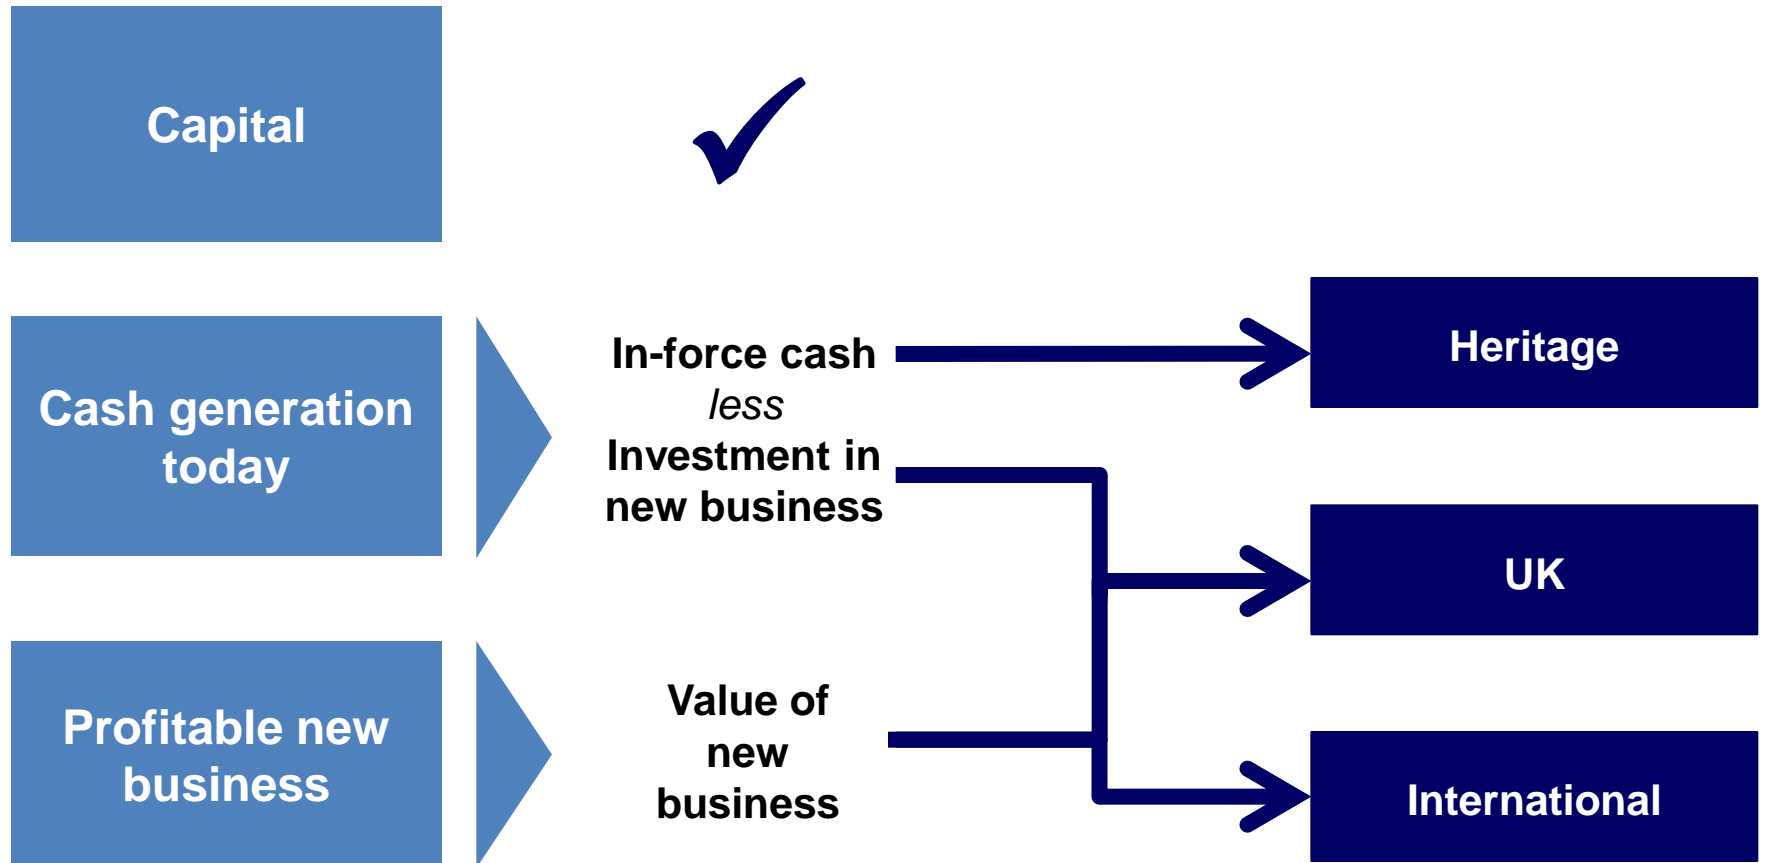 Capital
Cash generation
today
In-force cash
less
Investment in
new business
Heritage
UK
Profitable new
business
Value of
new
business
International